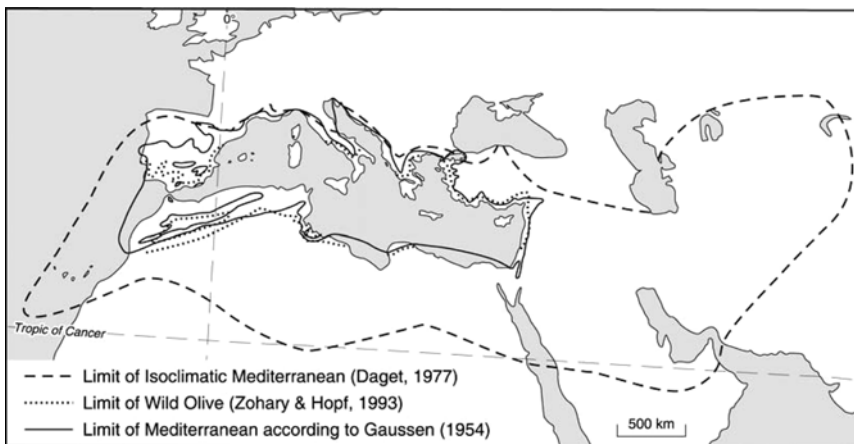 0°
Tropic of Cancer
Limit of Isoclimatic Mediterranean (Daget, 1977)
Limit of Wild Olive (Zohary & Hopf, 1993)
Limit of Mediterranean according to Gaussen (1954)
500 km